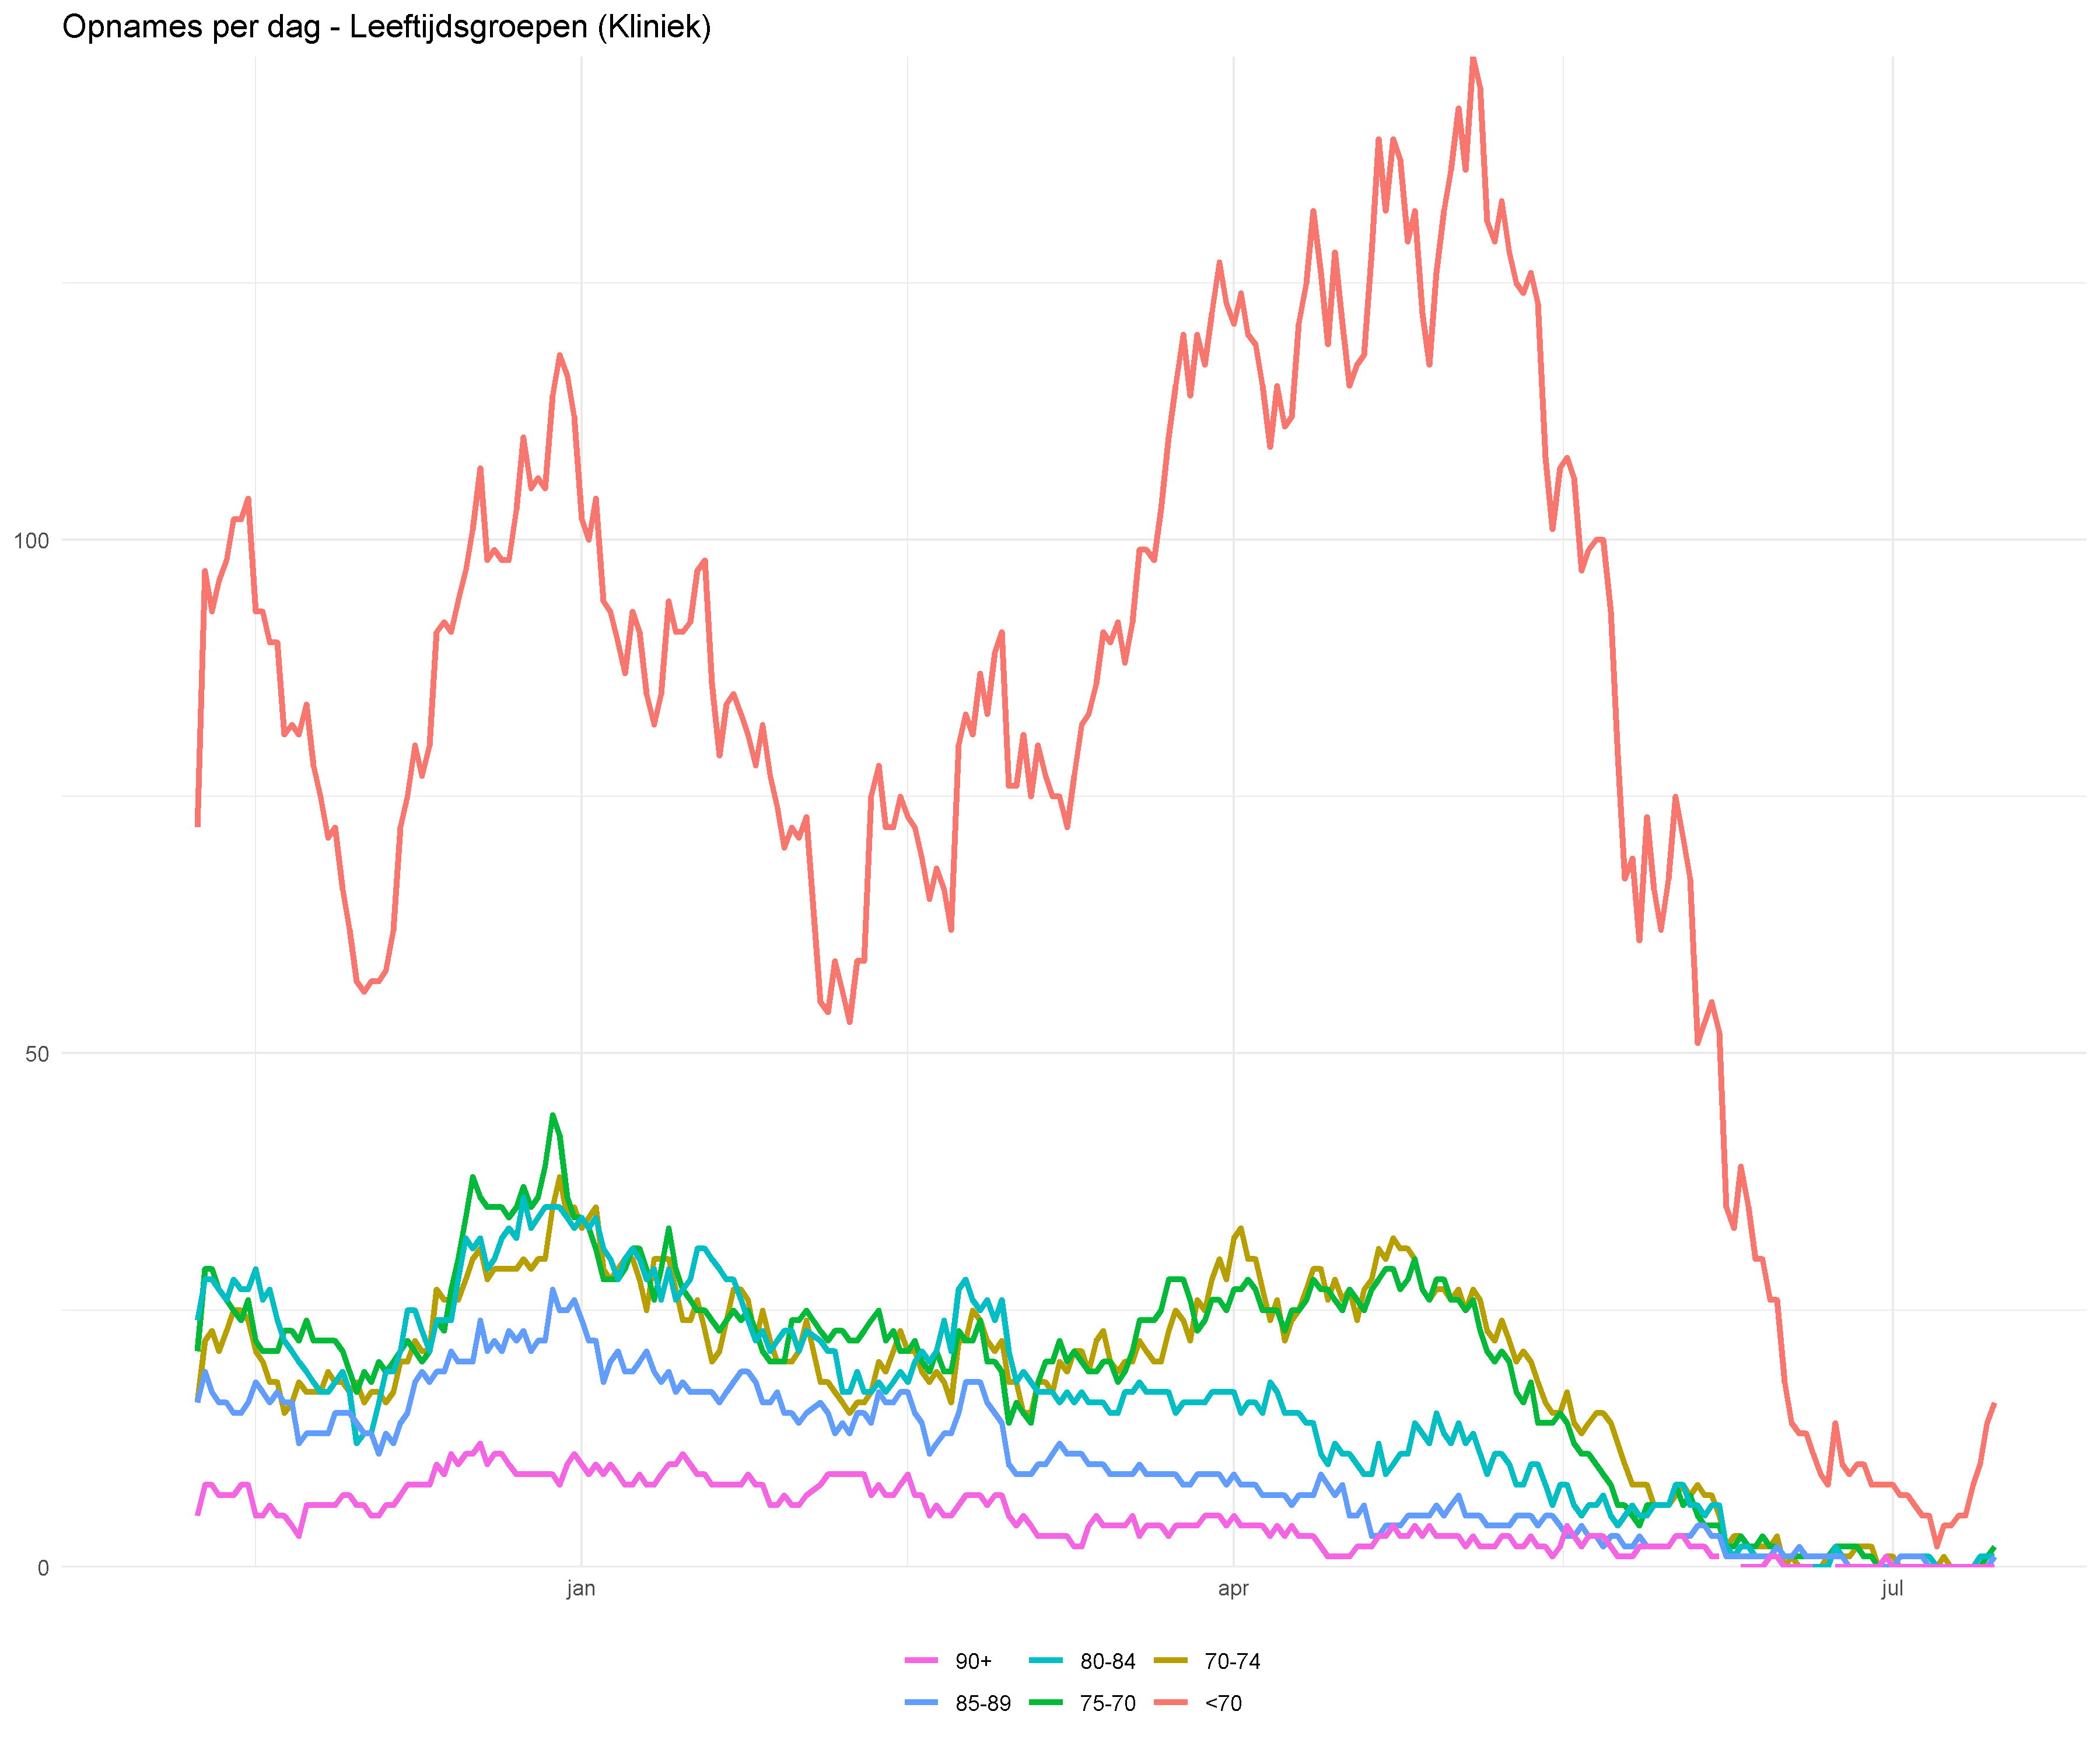 Opnames per dag - Leeftijdsgroepen (Kliniek)
100
50
0
jan apr jul
90+ 80-84 70-74
85-89 75-70 <70